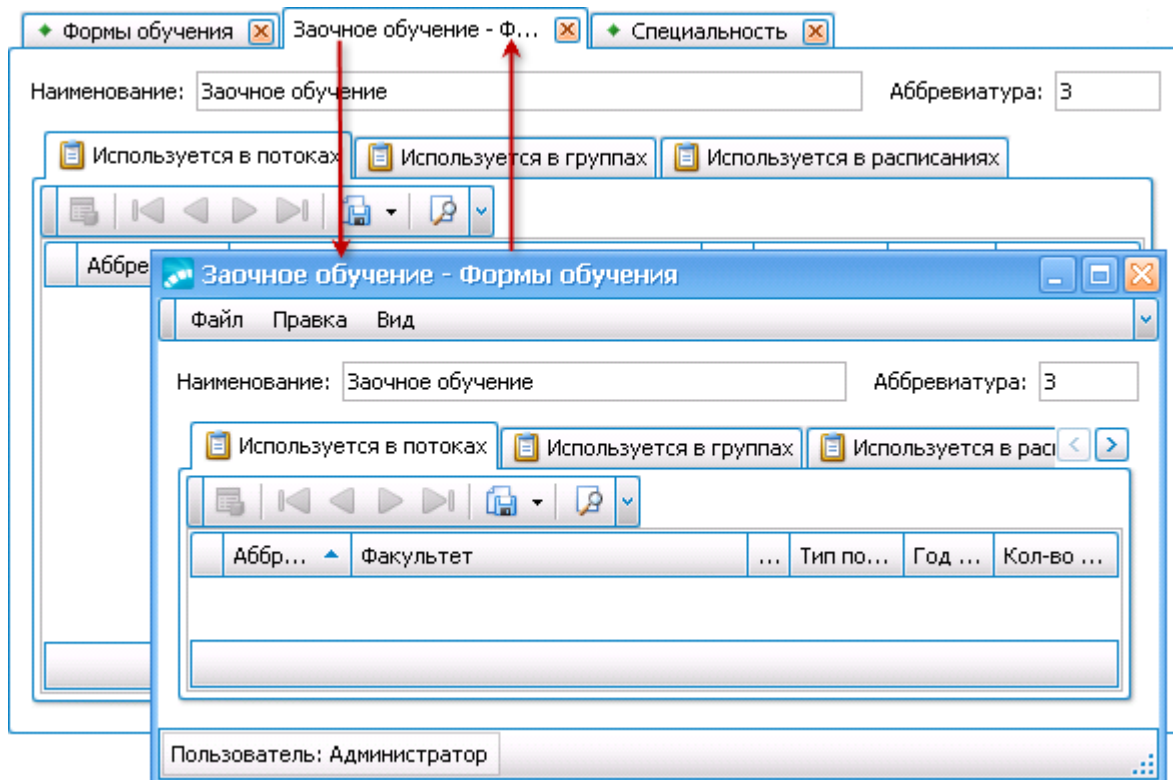 Формы обучения Заочное обучение - Ф... Специальность
Наименование: Заочное обучение Аббревиатура: З
Используется в потоках Используется в группах Используется в расписаниях
Аббре
Заочное обучение - Формы обучения
Файл Правка Вид
Наименование: Заочное обучение Аббревиатура: З
Используется в потоках Используется в группах Используется в расп
Аббр... Факультет ... Тип по... Год ... Кол-во ...
Пользователь: Администратор